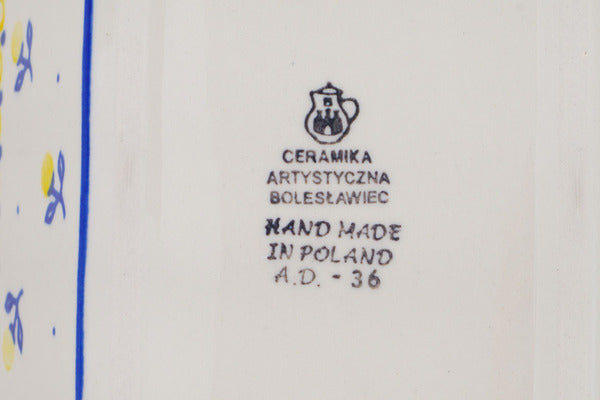 CERAMIKA
ARTYSTYCZNA
BOLESŁAWIEC
HAND MADE
IN POLAND
A.D. - 36